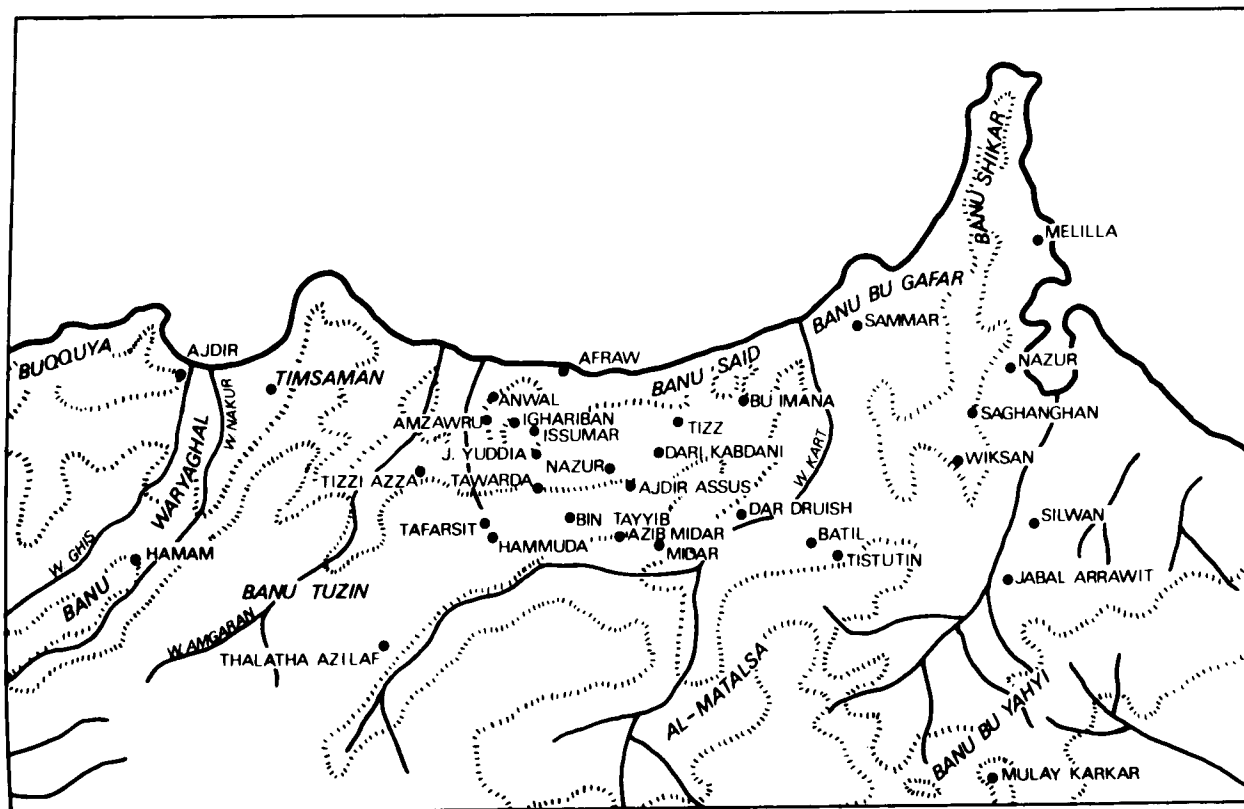 BANU SHIKAR
MELILLA
BANU BU GAFAR
SAMMAR
BUQQUYA
AJDIR
TIMSAMAN
AFRAW
BANU SAID
NAZUR
W. NAKUR
ANWAL
BU IMANA
AMZAWRU
IGHARIBAN
SAGHANGHAN
ISSUMAR
TIZZ
WARYAGHAL
J. YUDDIA
NAZUR
DARI KABDANI
W. KART
WIKSAN
TIZZI AZZA
TAWARDA
AJDIR ASSUS
TAFARSIT
BIN TAYYIB
DAR DRUISH
SILWAN
W. GHIS
HAMAM
HAMMUDA
AZIB MIDAR
BATIL
MIDAR
TISTUTIN
BANU
BANU TUZIN
JABAL ARRAWIT
W. AMGARAN
THALATHA AZILAF
AL-MATALSA
BANU BU YAHYI
MULAY KARKAR